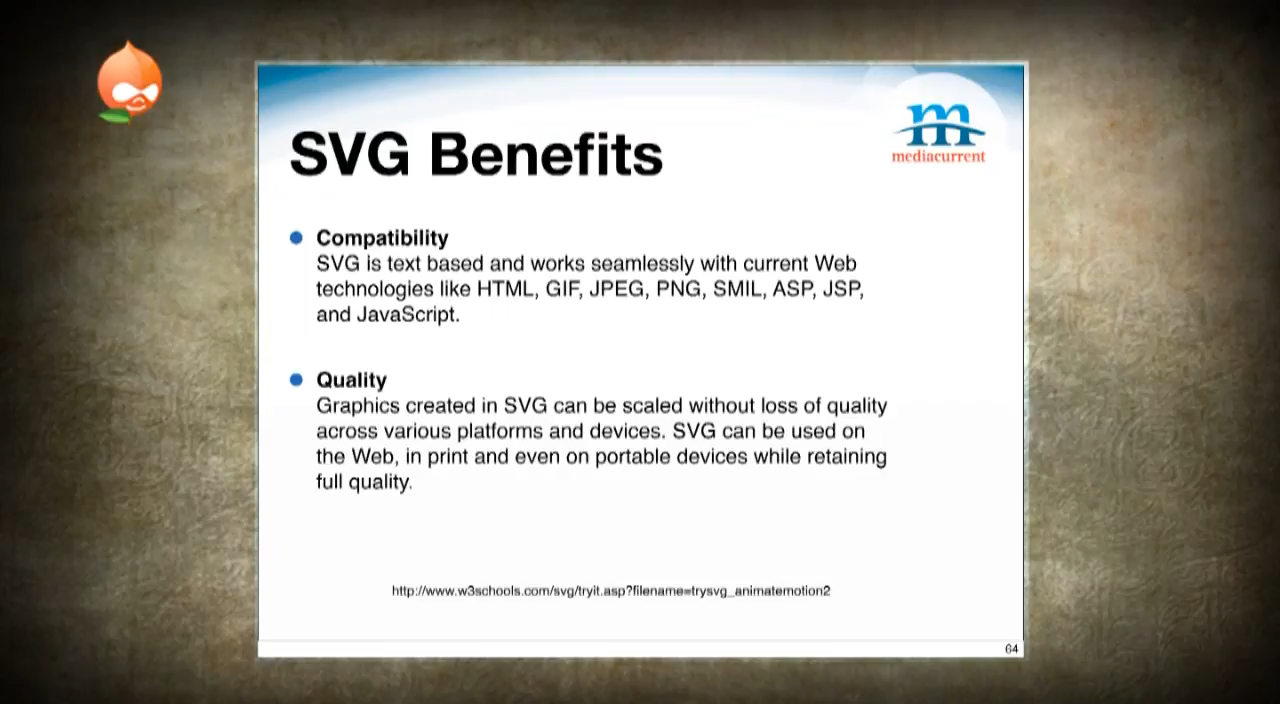 SVG Benefits
m
mediacurrent
Compatibility
SVG is text based and works seamlessly with current Web
technologies like HTML, GIF, JPEG, PNG, SMIL, ASP, JSP,
and JavaScript.
Quality
Graphics created in SVG can be scaled without loss of quality
across various platforms and devices. SVG can be used on
the Web, in print and even on portable devices while retaining
full quality.
http://www.w3schools.com/svg/tryit.asp?filename=trysvg_animatemotion2
64